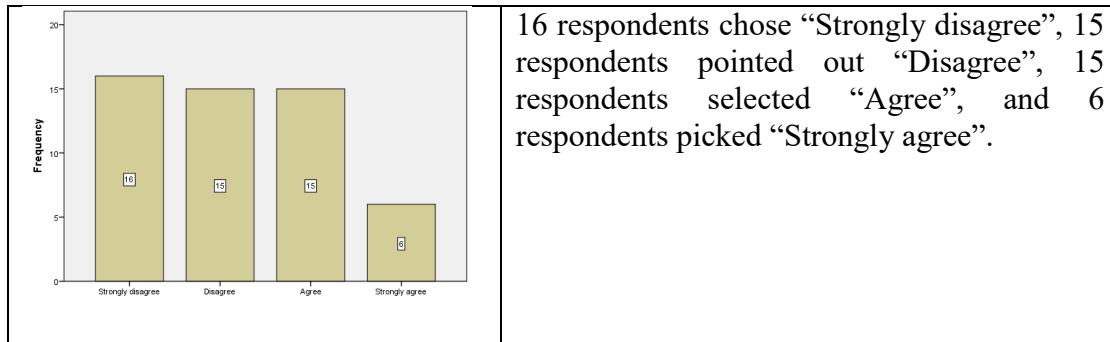 20
15
10
5
0
Frequency
16
15
15
6
Strongly disagree
Disagree
Agree
Strongly agree
16 respondents chose “Strongly disagree”, 15
respondents pointed out “Disagree”, 15
respondents selected “Agree”, and 6
respondents picked “Strongly agree”.